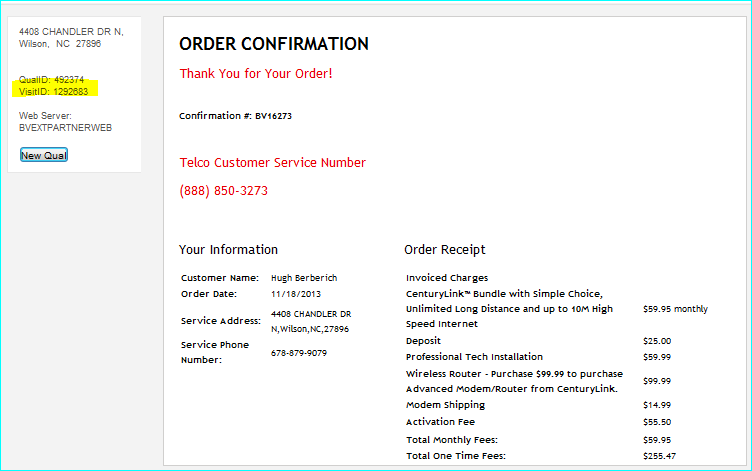 4408 CHANDLER DR N,
Wilson,  NC  27896
QualID: 492374
VisitID: 1292683
Web Server:
BVEXTPARTNERWEB
New Qual
ORDER CONFIRMATION
Thank You for Your Order!
Confirmation #: BV16273
Telco Customer Service Number
(888) 850-3273
Your Information
Customer Name: Hugh Berberich
Order Date: 11/18/2013
Service Address: 4408 CHANDLER DR
N,Wilson,NC,27896
Service Phone
Number: 678-879-9079
Order Receipt
Invoiced Charges
CenturyLink™ Bundle with Simple Choice,
Unlimited Long Distance and up to 10M High $59.95 monthly
Speed Internet
Deposit $25.00
Professional Tech Installation $59.99
Wireless Router - Purchase $99.99 to purchase
Advanced Modem/Router from CenturyLink. $99.99
Modem Shipping $14.99
Activation Fee $55.50
Total Monthly Fees: $59.95
Total One Time Fees: $255.47